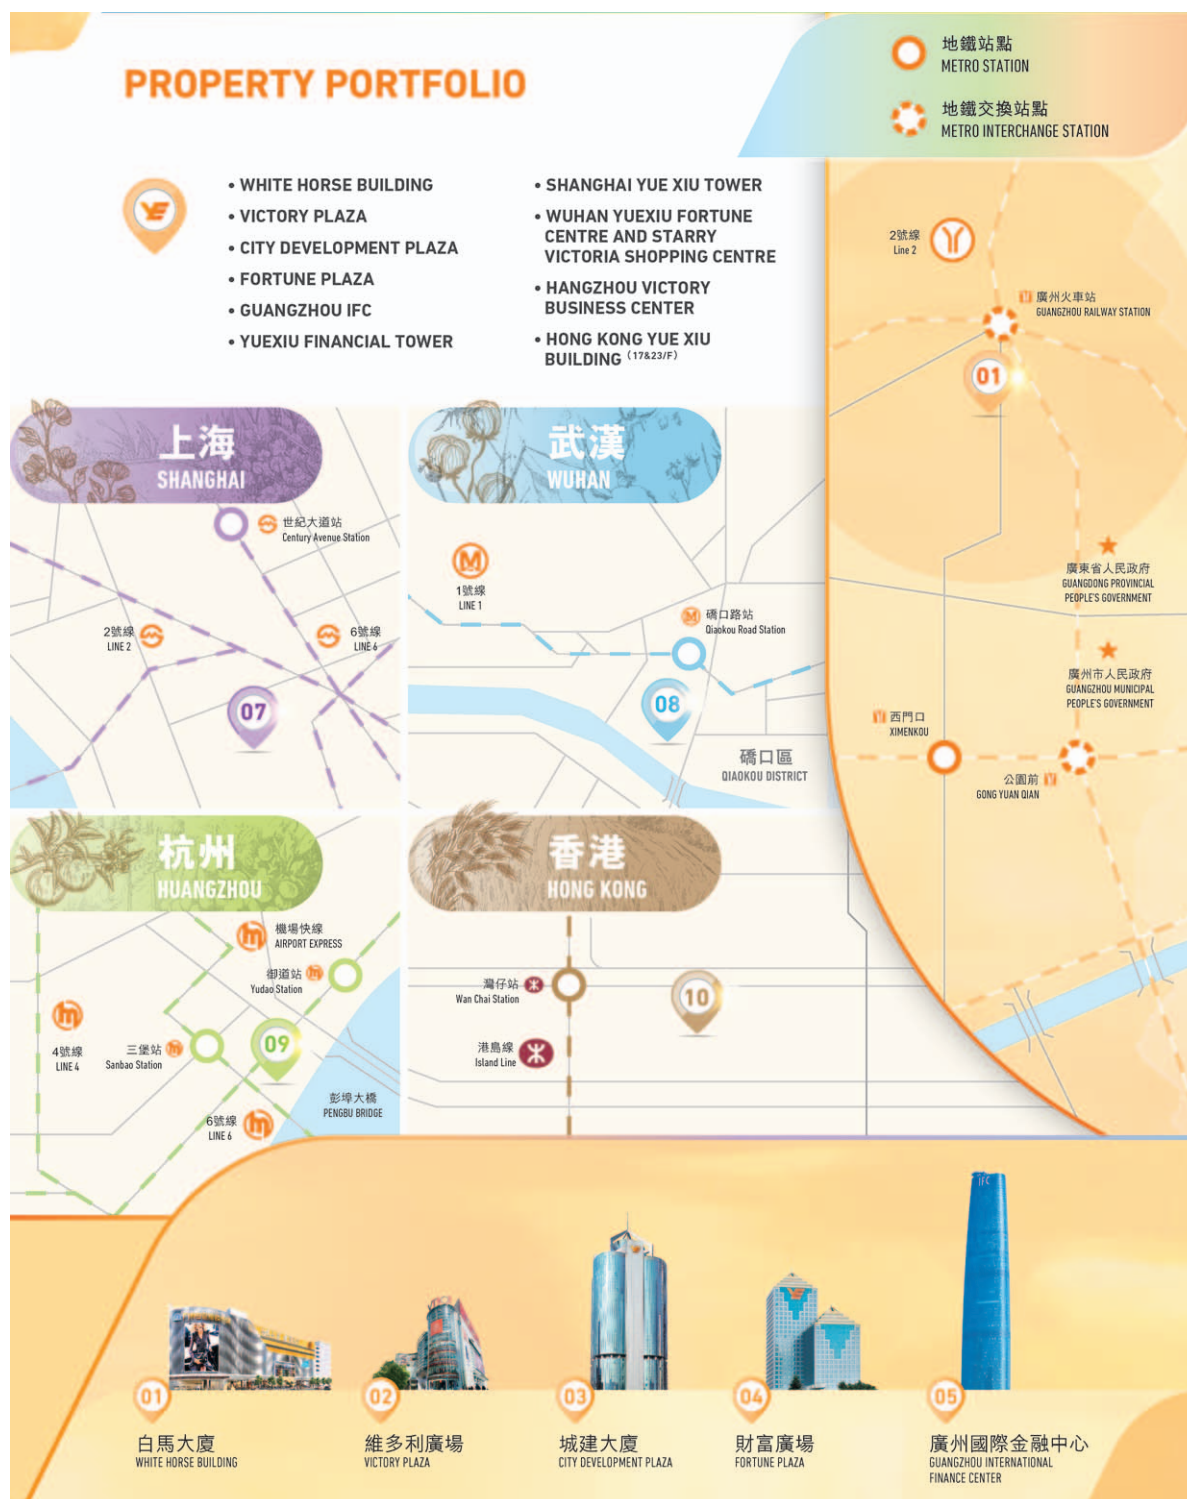 PROPERTY PORTFOLIO
地鐵站點
METRO STATION
地鐵交換站點
METRO INTERCHANGE STATION
• WHITE HORSE BUILDING
• VICTORY PLAZA
• CITY DEVELOPMENT PLAZA
• FORTUNE PLAZA
• GUANGZHOU IFC
• YUEXIU FINANCIAL TOWER
• SHANGHAI YUE XIU TOWER
• WUHAN YUEXIU FORTUNE
CENTRE AND STARRY
VICTORIA SHOPPING CENTRE
• HANGZHOU VICTORY
BUSINESS CENTER
• HONG KONG YUE XIU
BUILDING (17&23/F)
2號線
Line 2
廣州火車站
GUANGZHOU RAILWAY STATION
01
廣東省人民政府
GUANGDONG PROVINCIAL
PEOPLE'S GOVERNMENT
廣州市人民政府
GUANGZHOU MUNICIPAL
PEOPLE'S GOVERNMENT
西門口
XIMENKOU
公園前
GONG YUAN QIAN
上海
SHANGHAI
世紀大道站
Century Avenue Station
2號線
LINE 2
6號線
LINE 6
07
武漢
WUHAN
1號線
LINE 1
礄口路站
Qiaokou Road Station
08
礄口區
QIAOKOU DISTRICT
杭州
HUANGZHOU
機場快線
AIRPORT EXPRESS
御道站
Yudao Station
4號線
LINE 4
三堡站
Sanbao Station
09
彭埠大橋
PENGBU BRIDGE
6號線
LINE 6
香港
HONG KONG
灣仔站
Wan Chai Station
10
港島線
Island Line
IFC
01
白馬大廈
WHITE HORSE BUILDING
02
維多利廣場
VICTORY PLAZA
03
城建大廈
CITY DEVELOPMENT PLAZA
04
財富廣場
FORTUNE PLAZA
05
廣州國際金融中心
GUANGZHOU INTERNATIONAL
FINANCE CENTER